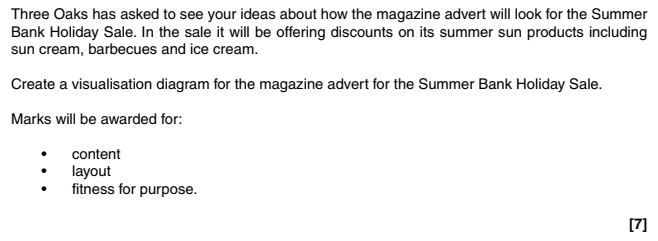 Three Oaks has asked to see your ideas about how the magazine advert will look for the Summer
Bank Holiday Sale. In the sale it will be offering discounts on its summer sun products including
sun cream, barbecues and ice cream.
Create a visualisation diagram for the magazine advert for the Summer Bank Holiday Sale.
Marks will be awarded for:
• content
• layout
• fitness for purpose.
[7]